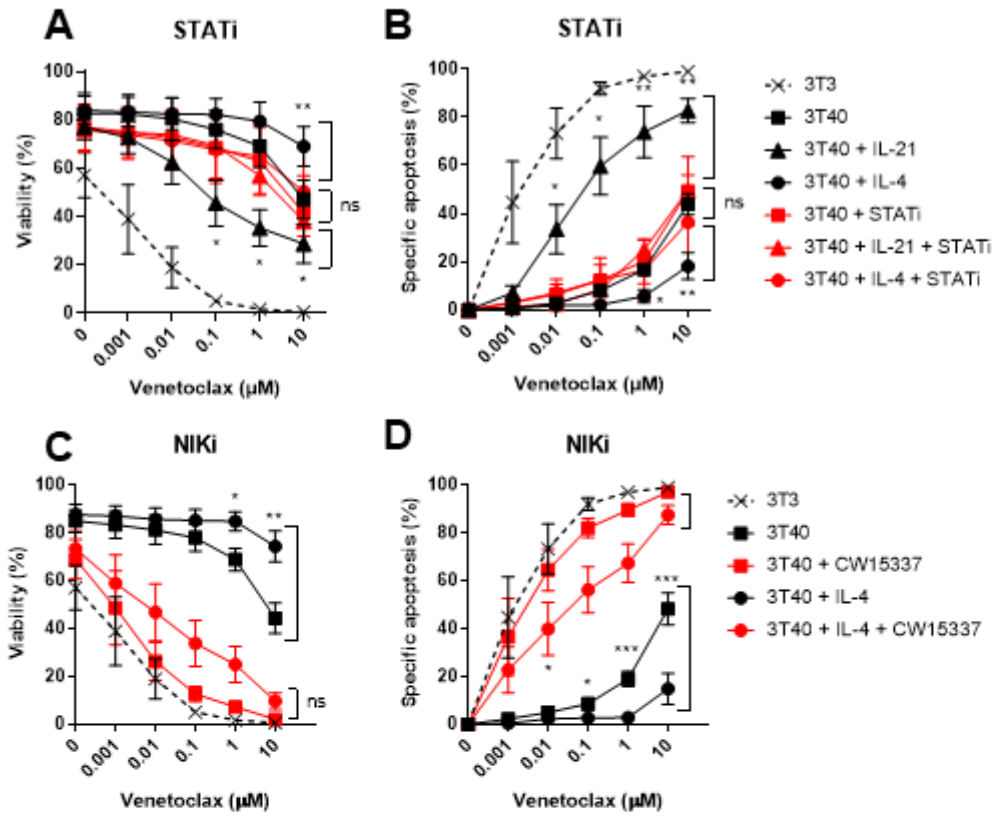 A
STATi
Viability (%)
100
80
60
40
20
0
**
ns
*
*
*
0
0.001
0.01
0.1
1
10
Venetoclax (µM)
B
STATi
Specific apoptosis (%)
100
80
60
40
20
0
*
*
**
**
ns
*
**
0
0.001
0.01
0.1
1
10
Venetoclax (µM)
3T3
3T40
3T40 + IL-21
3T40 + IL-4
3T40 + STATi
3T40 + IL-21 + STATi
3T40 + IL-4 + STATi
C
NIKi
Viability (%)
100
80
60
40
20
0
*
**
ns
0
0.001
0.01
0.1
1
10
Venetoclax (µM)
D
NIKi
Specific apoptosis (%)
100
80
60
40
20
0
*
*
***
***
0
0.001
0.01
0.1
1
10
Venetoclax (µM)
3T3
3T40
3T40 + CW15337
3T40 + IL-4
3T40 + IL-4 + CW15337